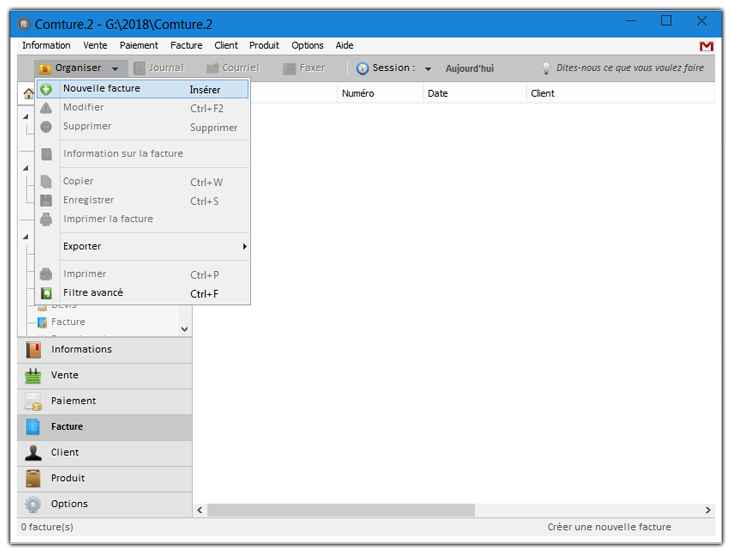 Comture.2 - G:\2018\Comture.2
Information Vente Paiement Facture Client Produit Options Aide
Organiser Journal Courriel Faxer Session : Aujourd'hui Dites-nous ce que vous voulez faire
Numéro Date Client
Nouvelle facture Insérer
Modifier Ctrl+F2
Supprimer Supprimer
Information sur la facture
Copier Ctrl+W
Enregistrer Ctrl+S
Imprimer la facture
Exporter
Imprimer Ctrl+P
Filtre avancé Ctrl+F
Devis
Facture
Informations
Vente
Paiement
Facture
Client
Produit
Options
0 facture(s) Créer une nouvelle facture